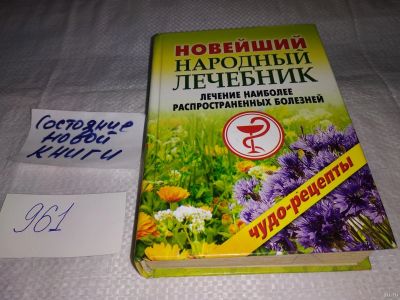 НОВЕЙШИЙ
НАРОДНЫЙ
ЛЕЧЕБНИК
ЛЕЧЕНИЕ НАИБОЛЕЕ
РАСПРОСТРАНЕННЫХ БОЛЕЗНЕЙ
чудо-рецепты
Состояние
новой
книги
961